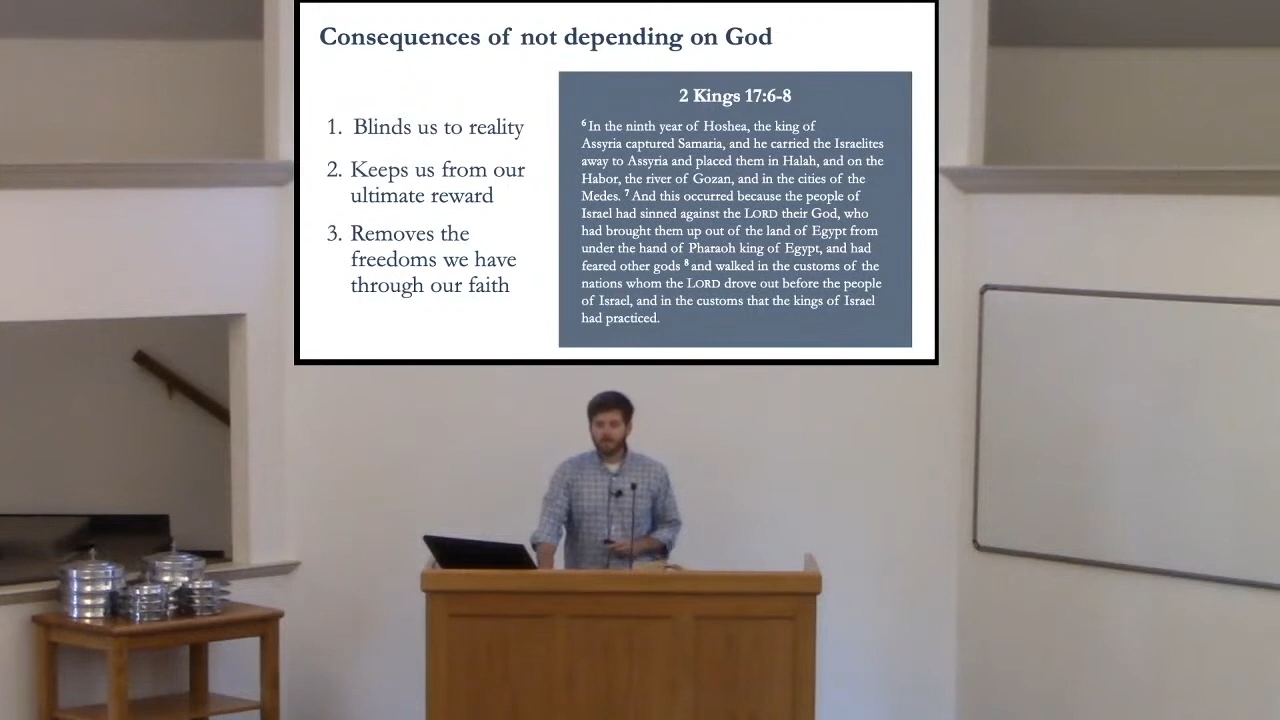 Consequences of not depending on God
1. Blinds us to reality
2. Keeps us from our
ultimate reward
3. Removes the
freedoms we have
through our faith
2 Kings 17:6-8
6 In the ninth year of Hoshea, the king of
Assyria captured Samaria, and he carried the Israelites
away to Assyria and placed them in Halah, and on the
Habor, the river of Gozan, and in the cities of the
Medes. 7 And this occurred because the people of
Israel had sinned against the LORD their God, who
had brought them up out of the land of Egypt from
under the hand of Pharaoh king of Egypt, and had
feared other gods 8 and walked in the customs of the
nations whom the LORD drove out before the people
of Israel, and in the customs that the kings of Israel
had practiced.